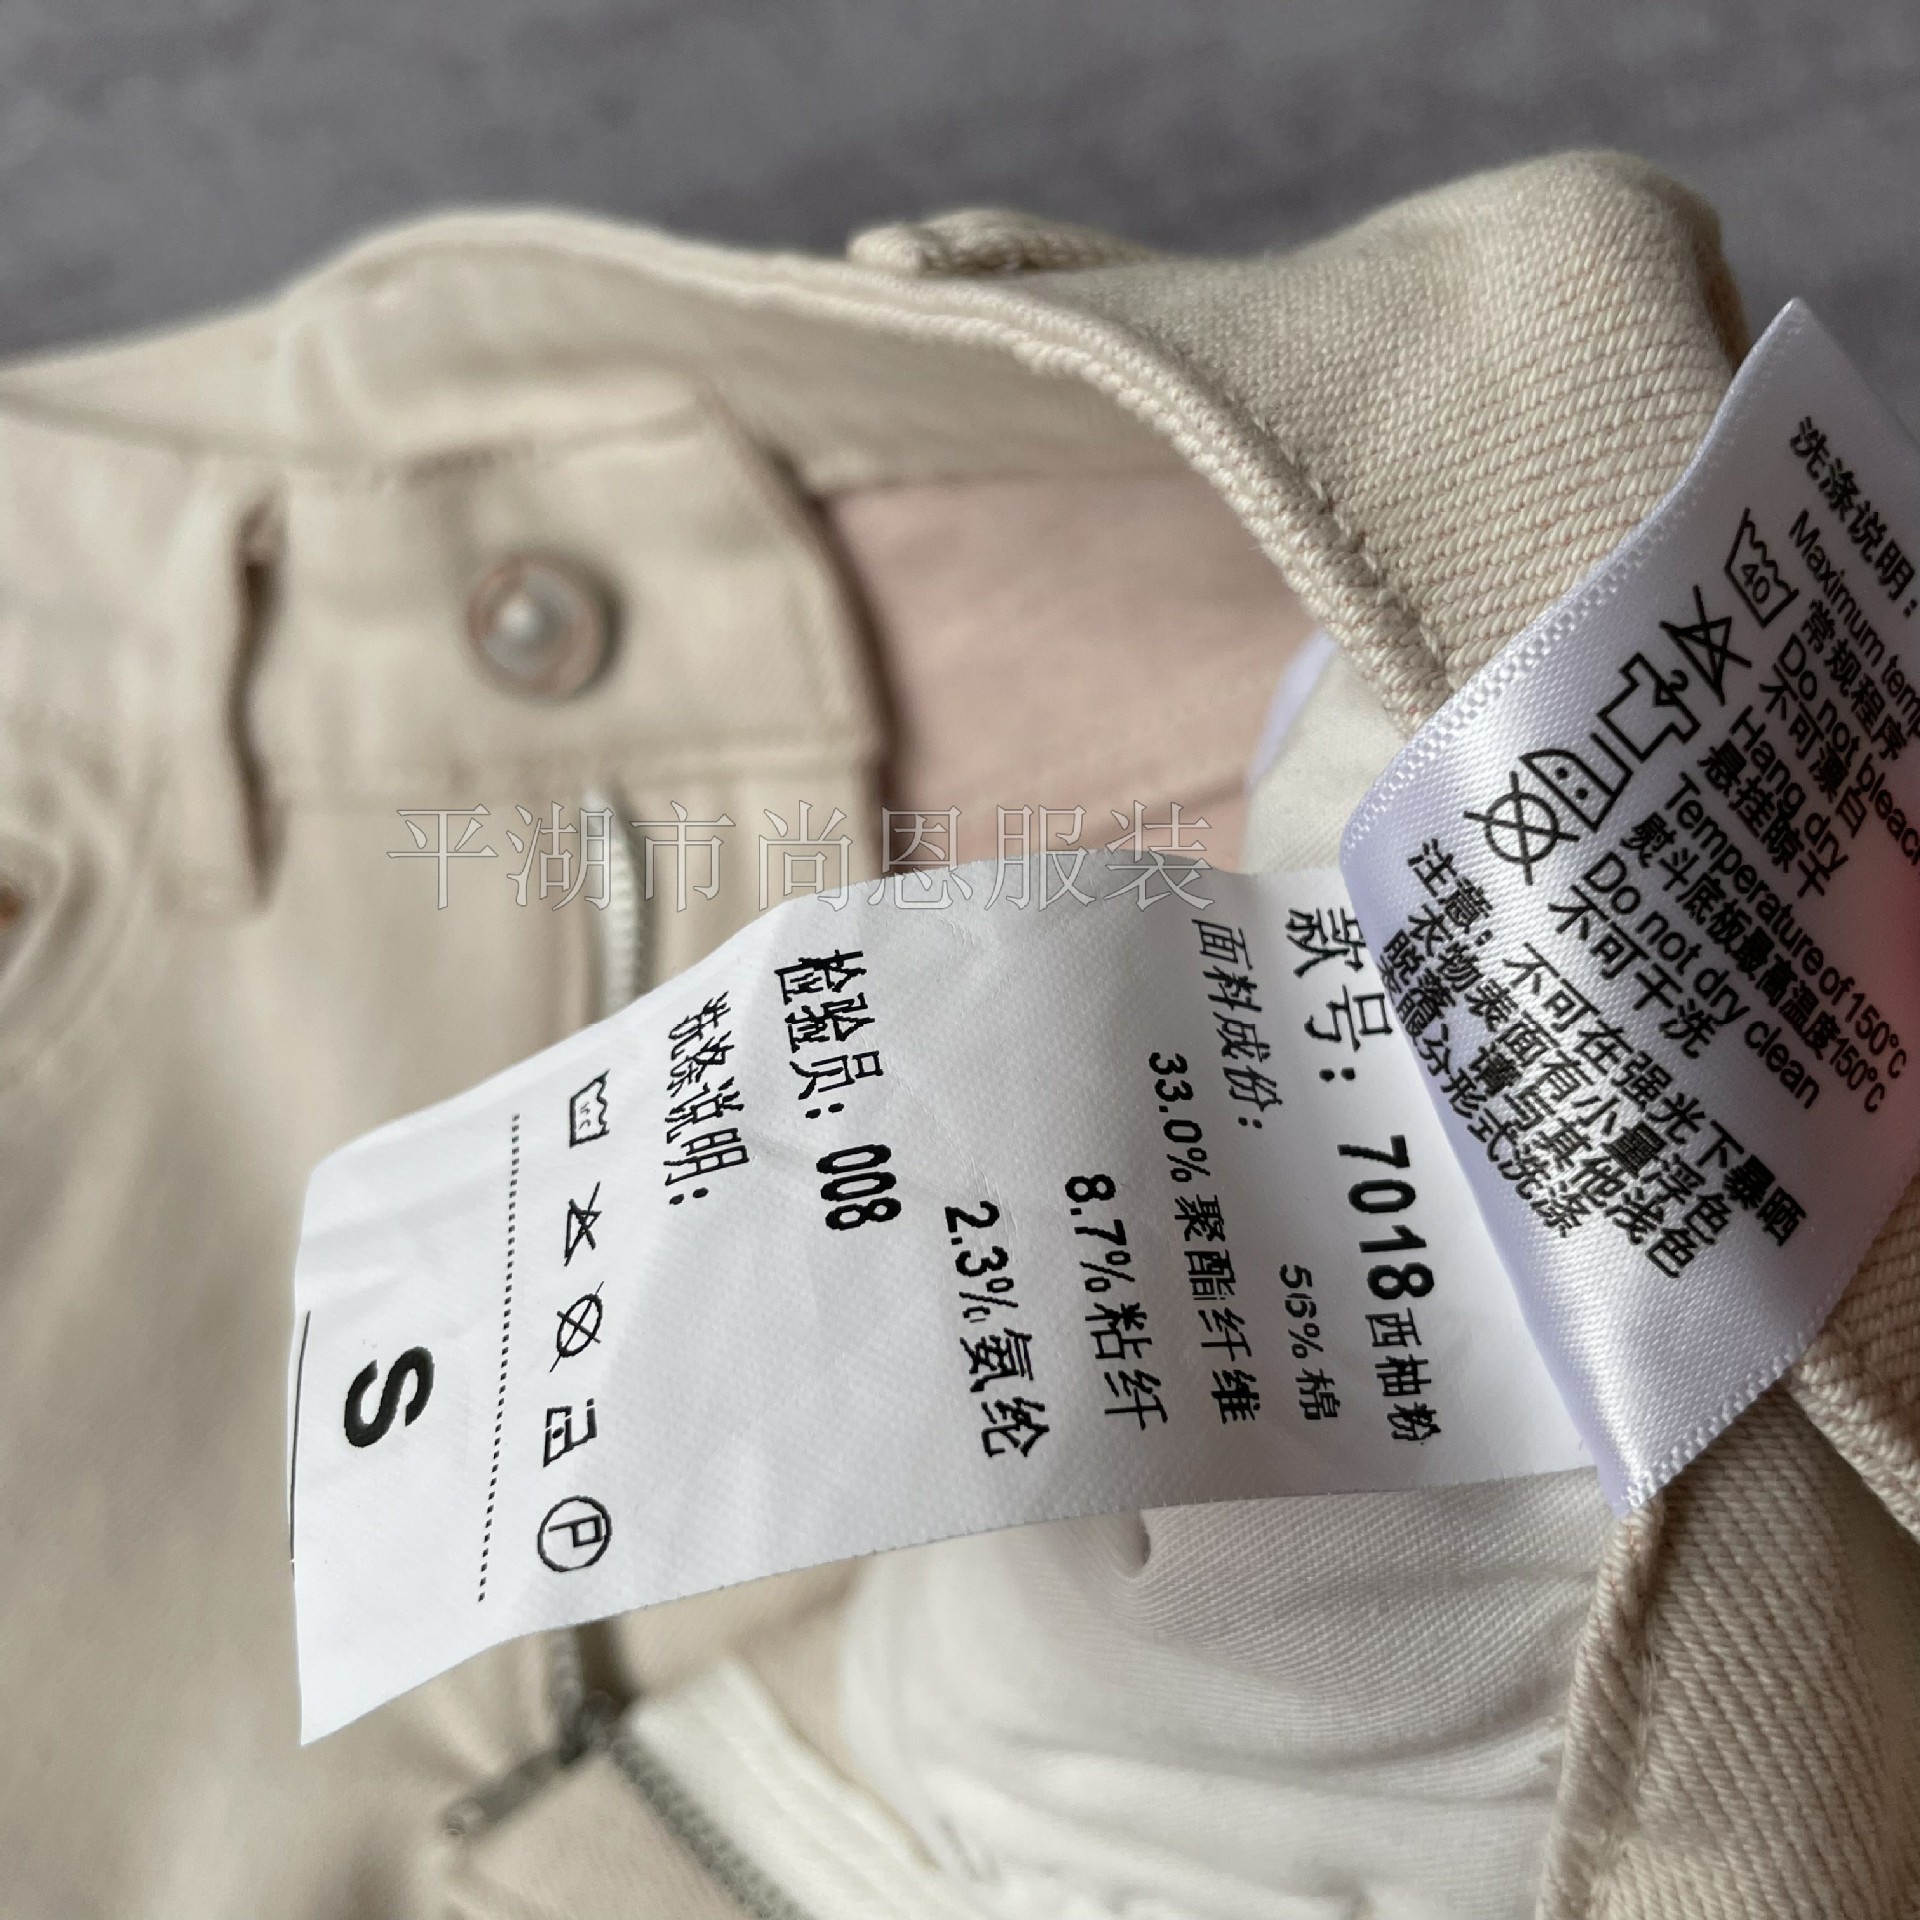 平湖市尚恩服装
款号：7018西柚粉
面料成份：
56%棉
33.0%聚酯纤维
8.7%粘纤
2.3%氨纶
检验员：008
洗涤说明：
P
S
洗涤说明：
40
Maximum temp
常规程序
Do not bleach
不可漂白
Hang dry
悬挂晾干
Temperature of 150°C
熨斗底板最高温度150°C
Do not dry clean
不可干洗
注意：不可在强光下暴晒
衣物表面有小量浮色
请与其他浅色
分形式洗涤